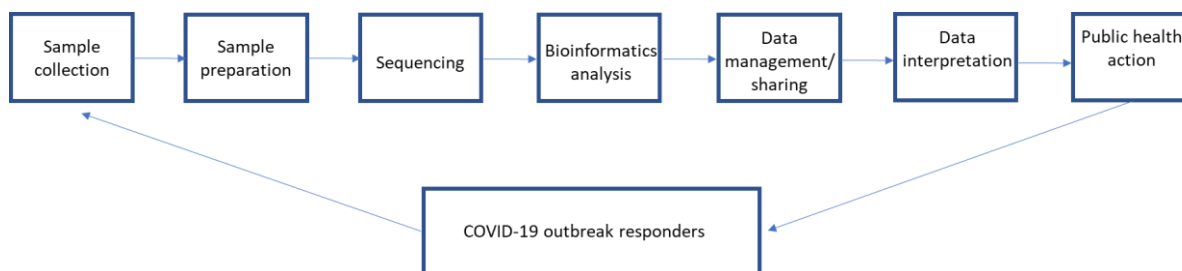 Sample
collection
Sample
preparation
Sequencing
Bioinformatics
analysis
Data
management/
sharing
Data
interpretation
Public health
action
COVID-19 outbreak responders